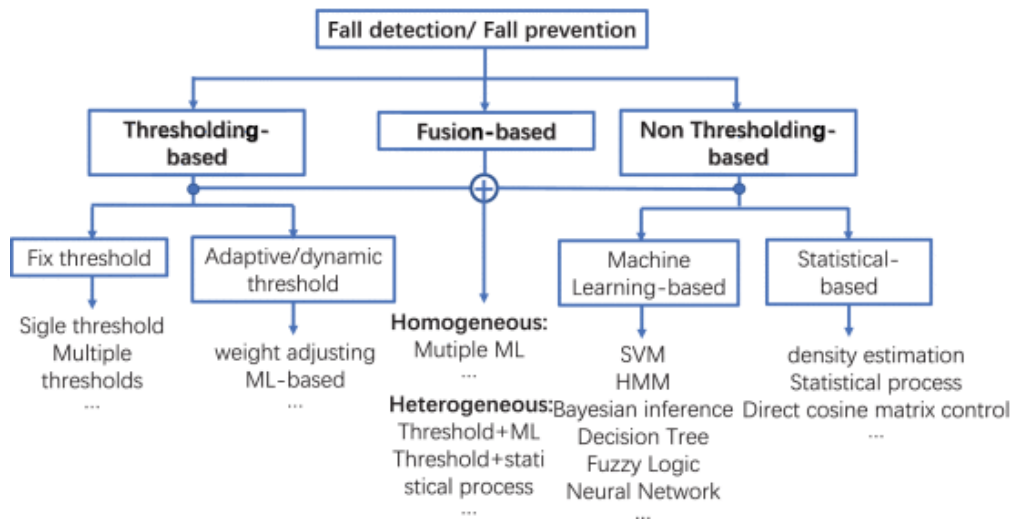 Fall detection/ Fall prevention
Thresholding-
based
Fusion-based
Non Thresholding-
based
Fix threshold
Adaptive/dynamic
threshold
Machine
Learning-based
Statistical-
based
Sigle threshold
Multiple
thresholds
...
weight adjusting
ML-based
...
Homogeneous:
Mutiple ML
...
Heterogeneous:
Threshold+ML
Threshold+stati
stical process
...
SVM
HMM
Bayesian inference
Decision Tree
Fuzzy Logic
Neural Network
...
density estimation
Statistical process
Direct cosine matrix control
...